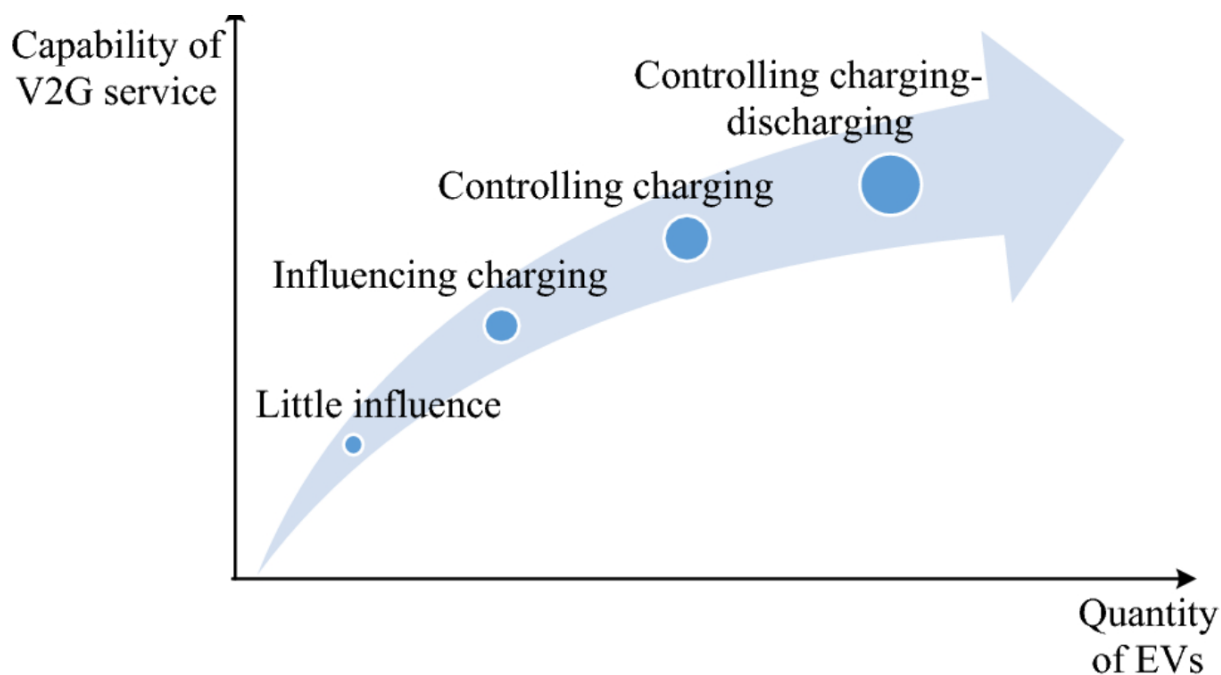 Capability of
V2G service
Controlling charging-
discharging
Controlling charging
Influencing charging
Little influence
Quantity
of EVs